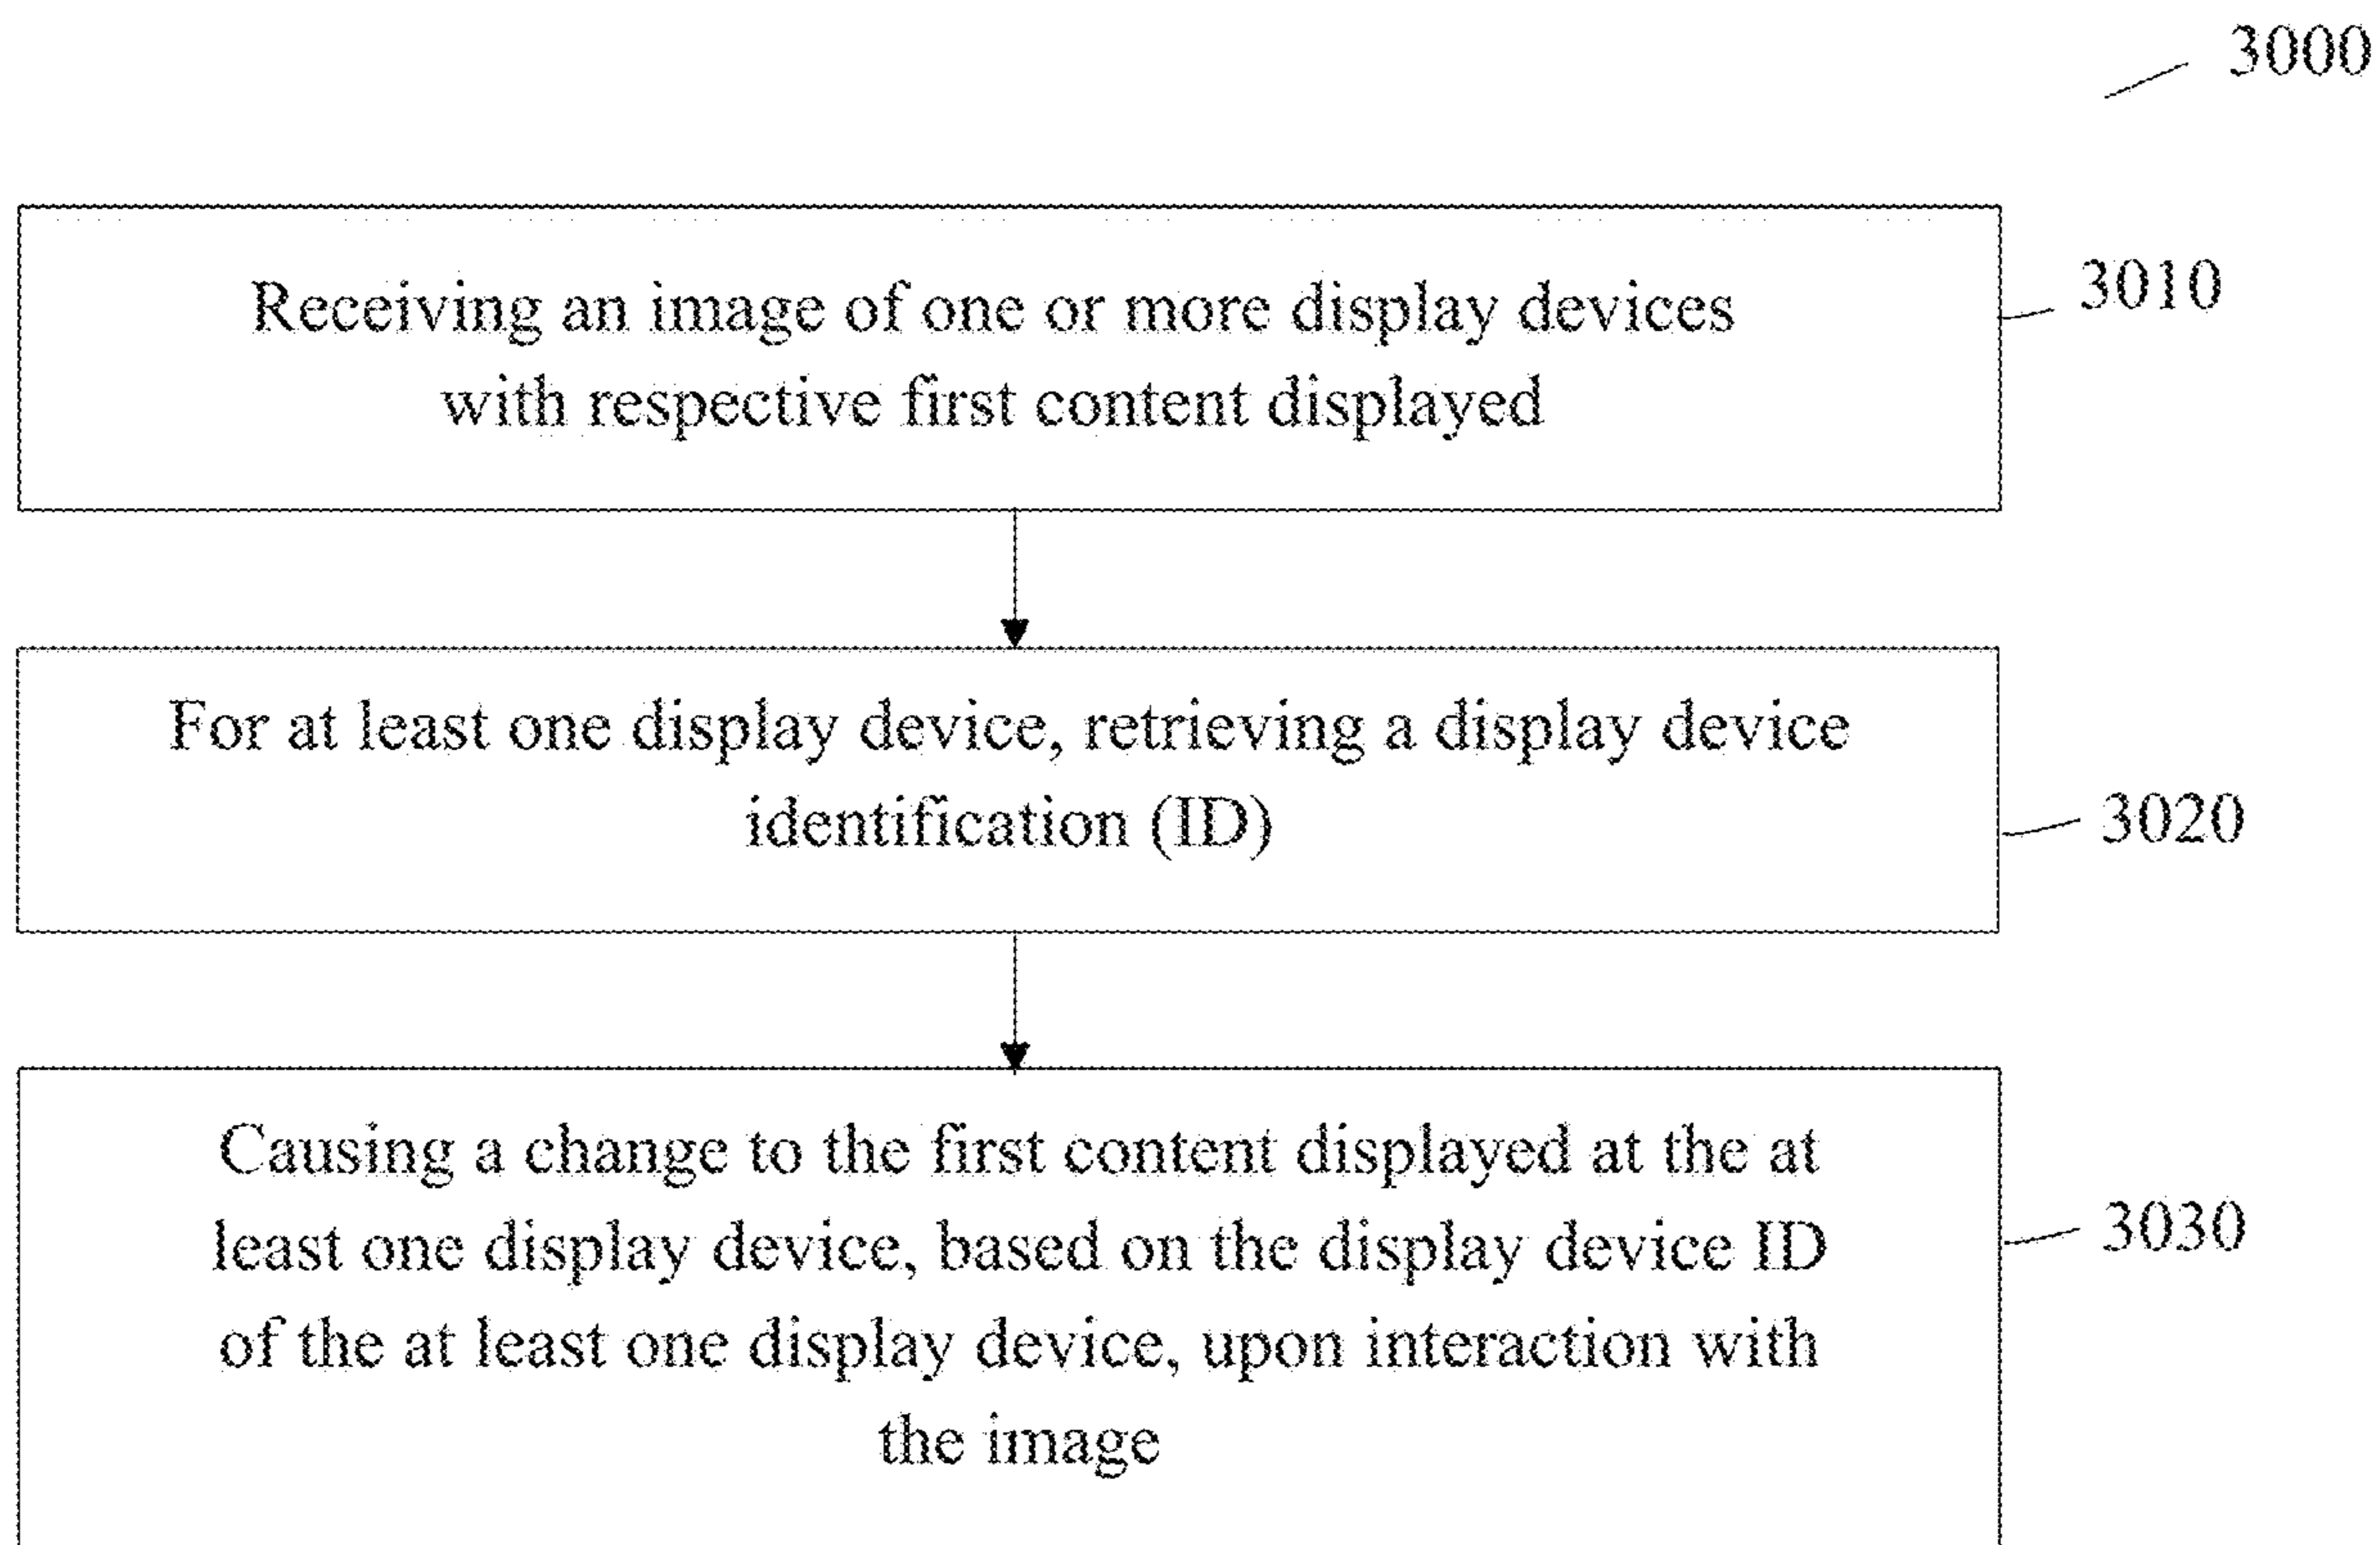 3000
Receiving an image of one or more display devices
with respective first content displayed
3010
For at least one display device, retrieving a display device
identification (ID)
3020
Causing a change to the first content displayed at the at
least one display device, based on the display device ID
of the at least one display device, upon interaction with
the image
3030